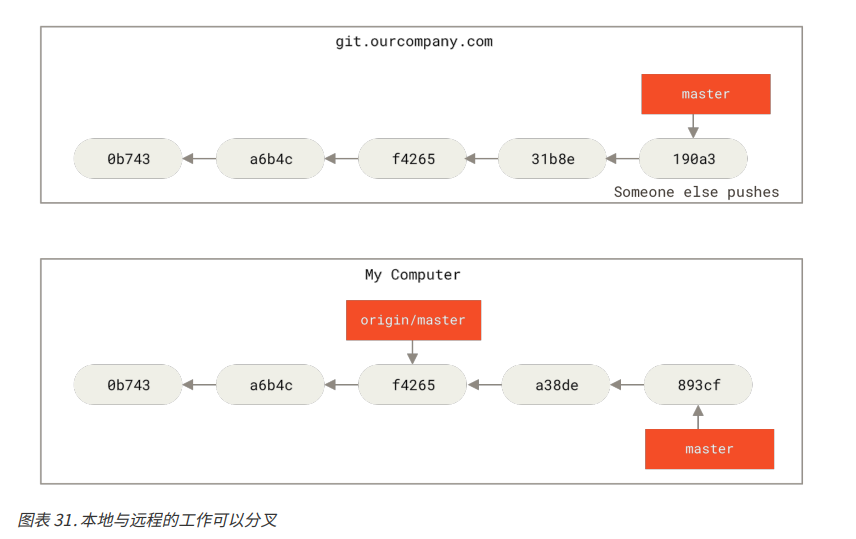 git.ourcompany.com
master
0b743 a6b4c f4265 31b8e 190a3
Someone else pushes
My Computer
origin/master
0b743 a6b4c f4265 a38de 893cf
master
图表 31. 本地与远程的工作可以分叉